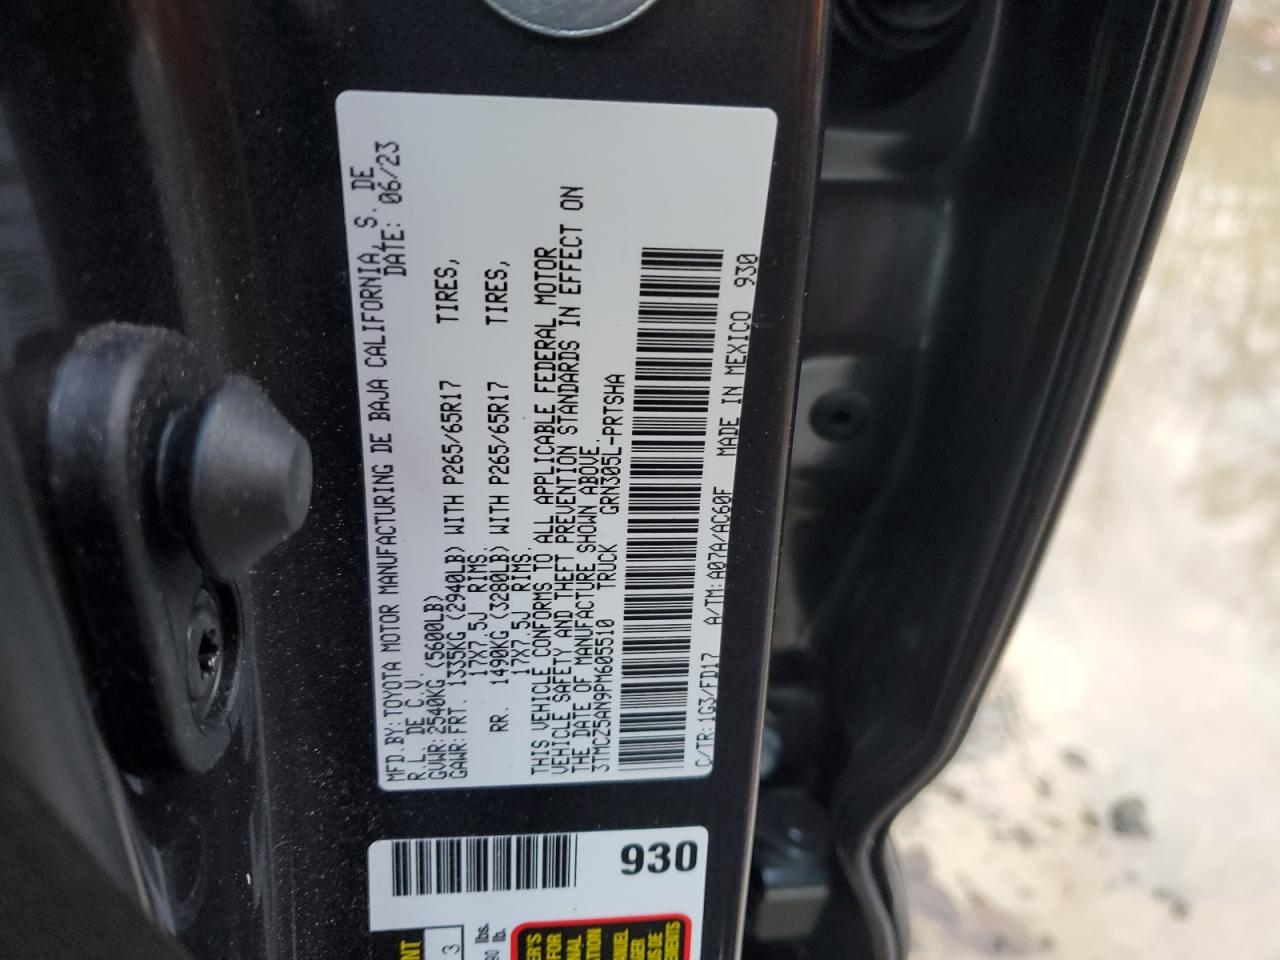 MFD.BY:TOYOTA MOTOR MANUFACTURING DE BAJA CALIFORNIA, S. DE
R.L. DE C.V. DATE: 06/23
GVWR:2540KG (5600LB)
GAWR:FRT. 1335KG (2940LB) WITH P265/65R17 TIRES,
17X7.5J RIMS.
RR. 1490KG (3280LB) WITH P265/65R17 TIRES,
17X7.5J RIMS.
THIS VEHICLE CONFORMS TO ALL APPLICABLE FEDERAL MOTOR
VEHICLE SAFETY AND THEFT PREVENTION STANDARDS IN EFFECT ON
THE DATE OF MANUFACTURE SHOWN ABOVE.
3TMCZ5AN9PM605510 TRUCK GRN305L-PRTSHA
C/TR:1G3/FD17 A/TM:A07A/AC60F MADE IN MEXICO 930
930
3
lbs.
lb.